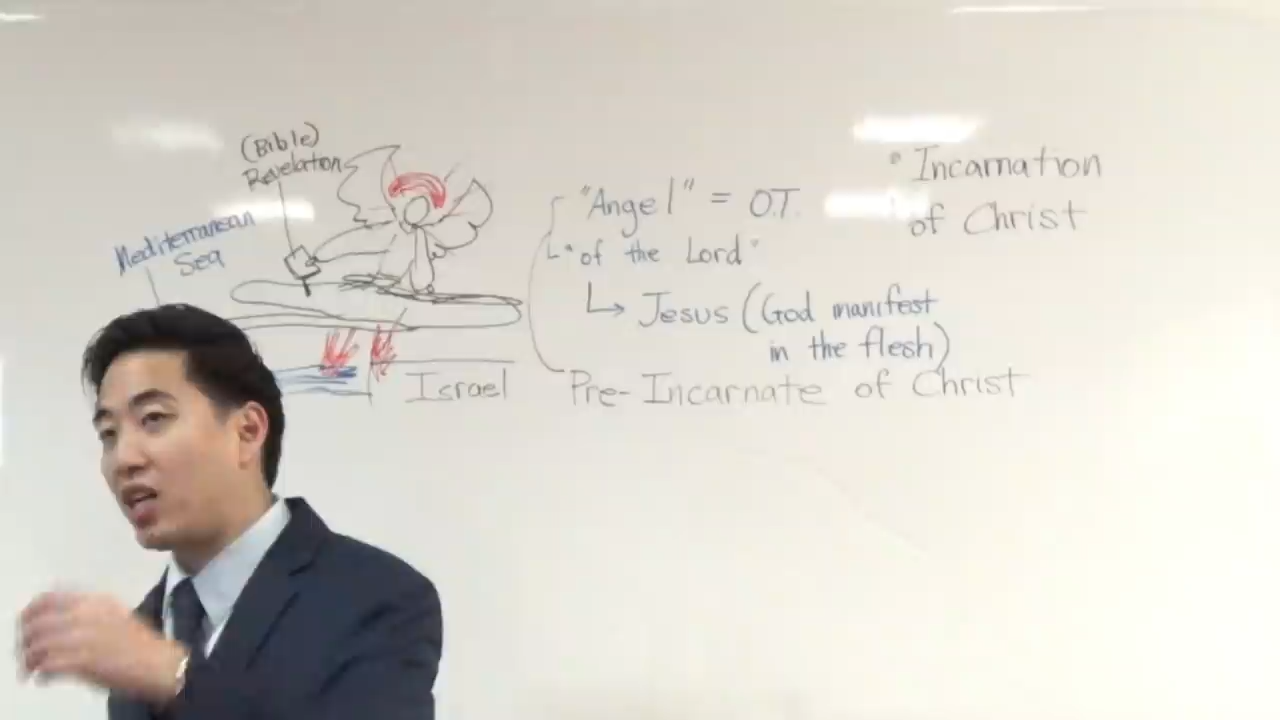 (Bible)
Revelation
Mediterranean
Sea
Israel
"Angel" = O.T.
"of the Lord"
Jesus (God manifest
in the flesh)
Pre-Incarnate of Christ
Incarnation
of Christ